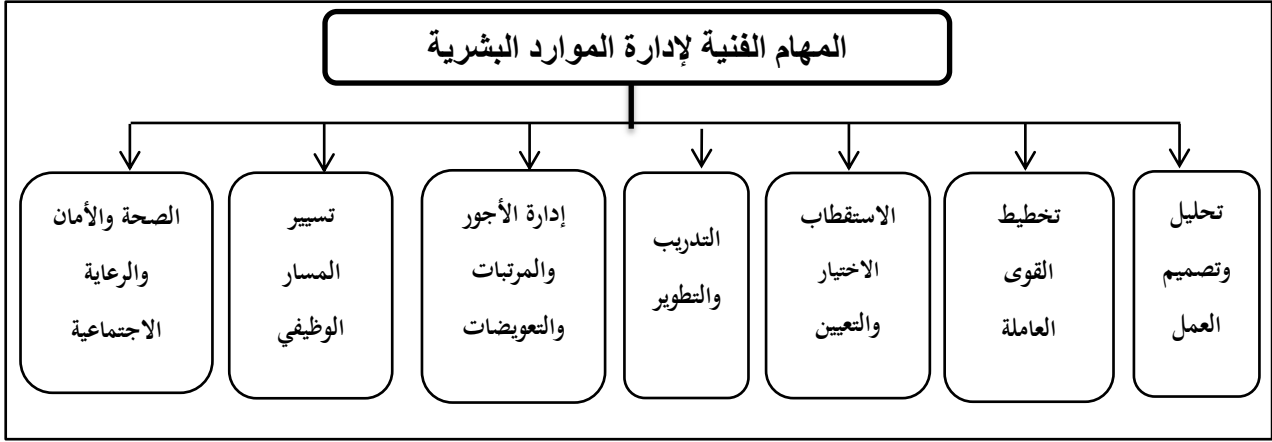 المهام الفنية لإدارة الموارد البشرية
تحليل
وتصميم
العمل
تخطيط
القوى
العاملة
الاستقطاب
الاختيار
والتعيين
التدريب
والتطوير
إدارة الأجور
والمرتبات
والتعويضات
تسيير
المسار
الوظيفي
الصحة والأمان
والرعاية
الاجتماعية